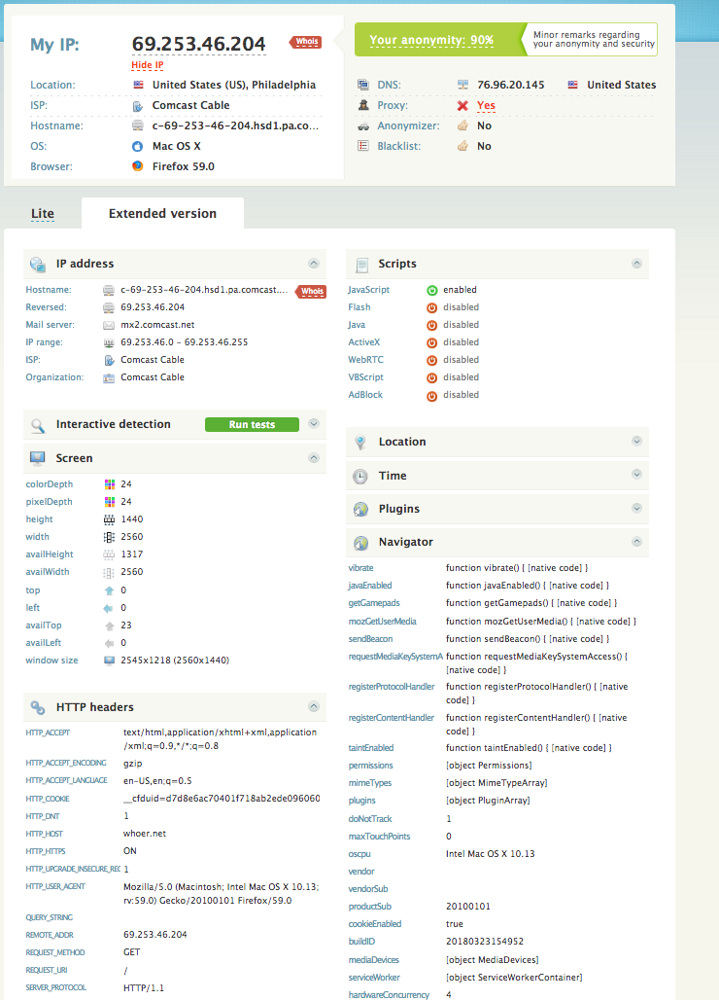 My IP:
69.253.46.204
Whois
Hide IP
Location: United States (US), Philadelphia
ISP: Comcast Cable
Hostname: c-69-253-46-204.hsd1.pa.co...
OS: Mac OS X
Browser: Firefox 59.0
Your anonymity: 90%
Minor remarks regarding
your anonymity and security
DNS: 76.96.20.145 United States
Proxy: Yes
Anonymizer: No
Blacklist: No
Lite
Extended version
IP address
Hostname: c-69-253-46-204.hsd1.pa.comcast.... Whois
Reversed: 69.253.46.204
Mail server: mx2.comcast.net
IP range: 69.253.46.0 - 69.253.46.255
ISP: Comcast Cable
Organization: Comcast Cable
Interactive detection Run tests
Screen
colorDepth 24
pixelDepth 24
height 1440
width 2560
availHeight 1317
availWidth 2560
top 0
left 0
availTop 23
availLeft 0
window size 2545x1218 (2560x1440)
HTTP headers
HTTP_ACCEPT text/html,application/xhtml+xml,application
/xml;q=0.9,*/*;q=0.8
HTTP_ACCEPT_ENCODING gzip
HTTP_ACCEPT_LANGUAGE en-US,en;q=0.5
HTTP_COOKIE __cfduid=d7d8e6ac70401f718ab2ede096060
HTTP_DNT 1
HTTP_HOST whoer.net
HTTP_HTTPS ON
HTTP_UPGRADE_INSECURE_REC 1
HTTP_USER_AGENT Mozilla/5.0 (Macintosh; Intel Mac OS X 10.13;
rv:59.0) Gecko/20100101 Firefox/59.0
QUERY_STRING
REMOTE_ADDR 69.253.46.204
REQUEST_METHOD GET
REQUEST_URI /
SERVER_PROTOCOL HTTP/1.1
Scripts
JavaScript enabled
Flash disabled
Java disabled
ActiveX disabled
WebRTC disabled
VBScript disabled
AdBlock disabled
Location
Time
Plugins
Navigator
vibrate function vibrate() { [native code] }
javaEnabled function javaEnabled() { [native code] }
getGamepads function getGamepads() { [native code] }
mozGetUserMedia function mozGetUserMedia() { [native code] }
sendBeacon function sendBeacon() { [native code] }
requestMediaKeySystemA function requestMediaKeySystemAccess() {
[native code] }
registerProtocolHandler function registerProtocolHandler() { [native
code] }
registerContentHandler function registerContentHandler() { [native
code] }
taintEnabled function taintEnabled() { [native code] }
permissions [object Permissions]
mimeTypes [object MimeTypeArray]
plugins [object PluginArray]
doNotTrack 1
maxTouchPoints 0
oscpu Intel Mac OS X 10.13
vendor
vendorSub
productSub 20100101
cookieEnabled true
buildID 20180323154952
mediaDevices [object MediaDevices]
serviceWorker [object ServiceWorkerContainer]
hardwareConcurrency 4